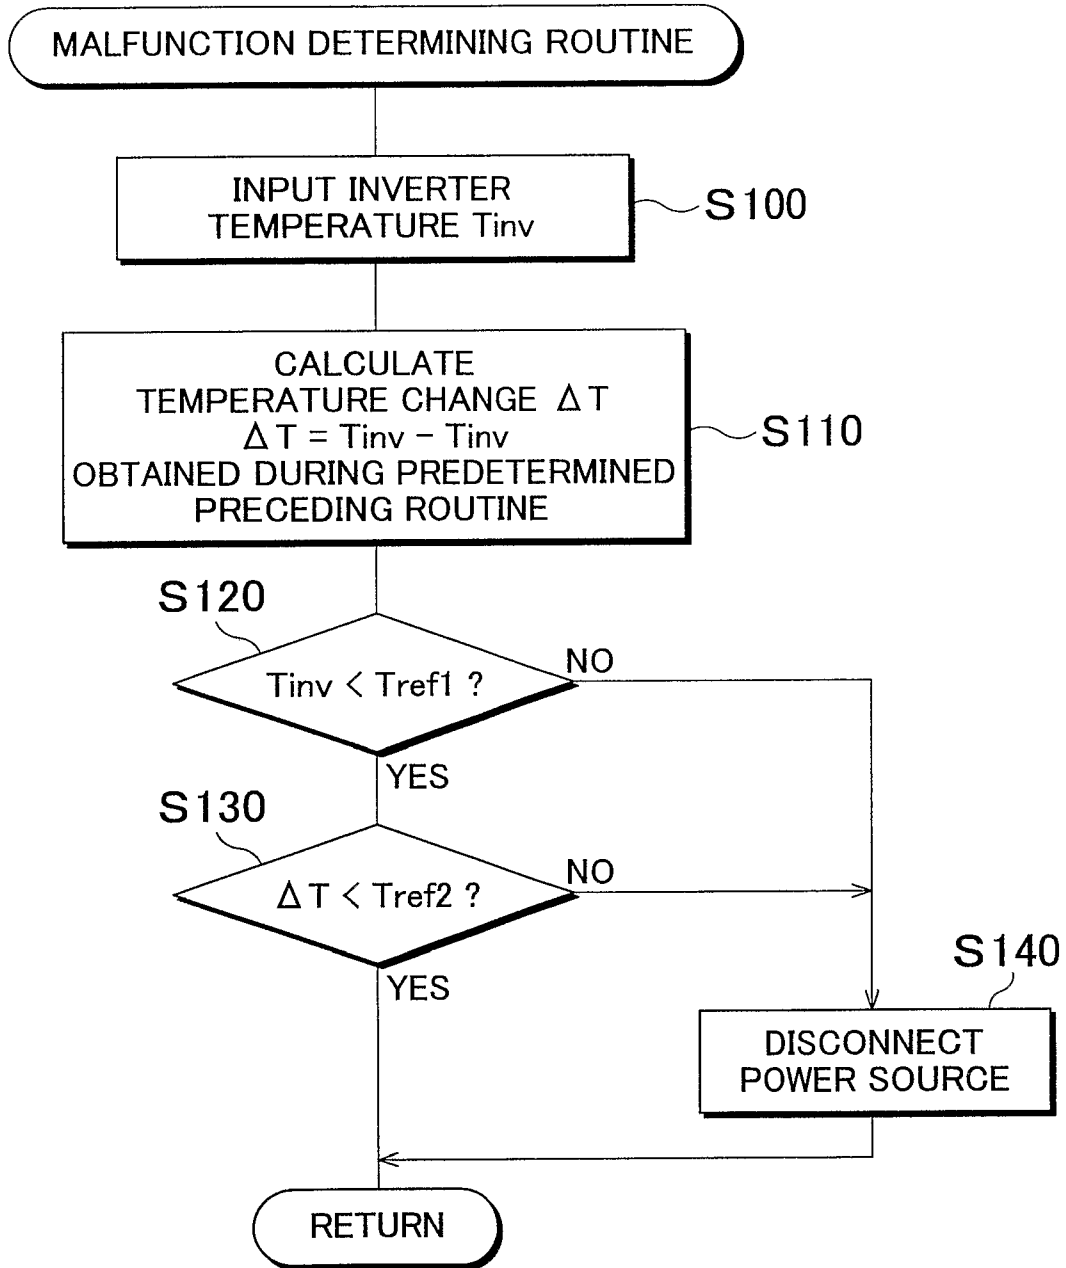 MALFUNCTION DETERMINING ROUTINE
INPUT INVERTER
TEMPERATURE Tinv
S100
CALCULATE
TEMPERATURE CHANGE ΔT
ΔT = Tinv − Tinv
OBTAINED DURING PREDETERMINED
PRECEDING ROUTINE
S110
S120
Tinv < Tref1 ?
NO
YES
S130
ΔT < Tref2 ?
NO
YES
S140
DISCONNECT
POWER SOURCE
RETURN